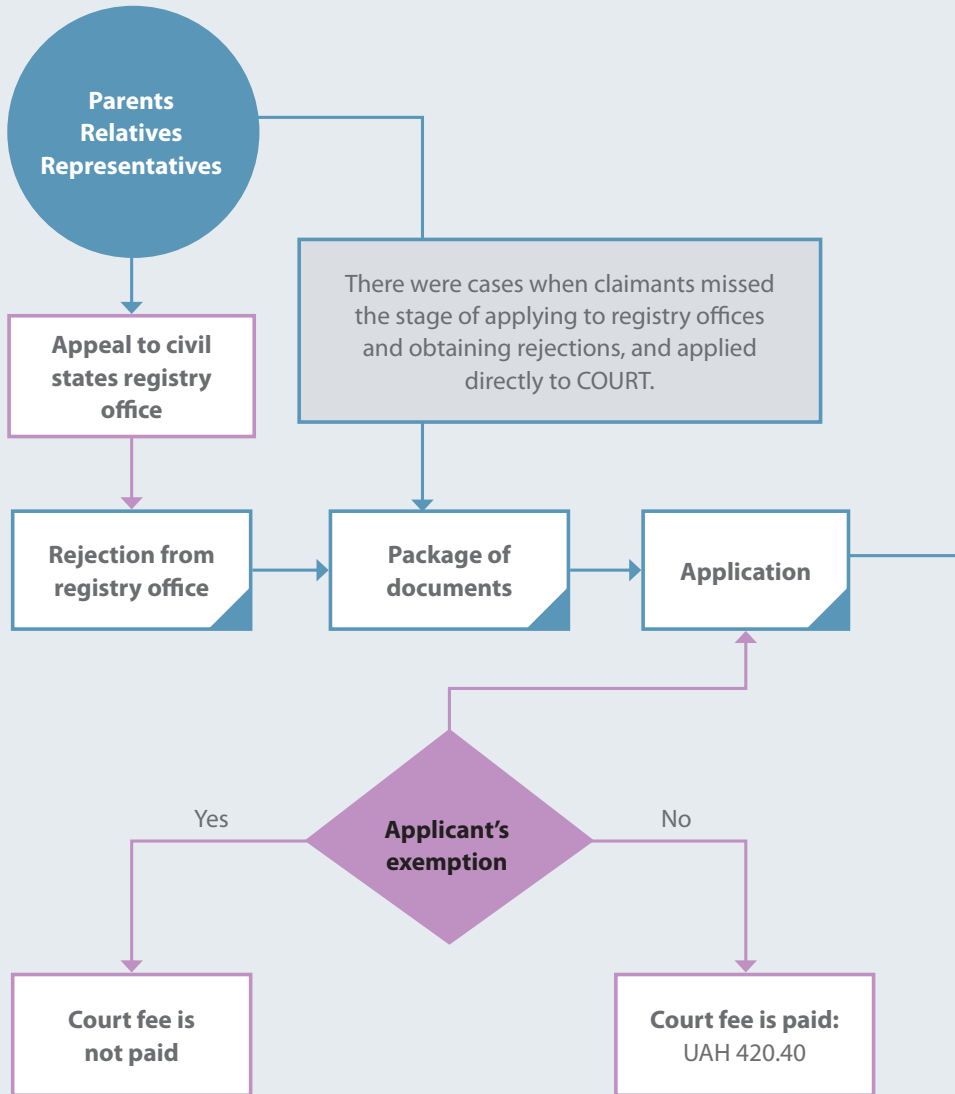 Parents
Relatives
Representatives
There were cases when claimants missed
the stage of applying to registry offices
and obtaining rejections, and applied
directly to COURT.
Appeal to civil
states registry
office
Rejection from
registry office
Package of
documents
Application
Yes
Applicant's
exemption
No
Court fee is
not paid
Court fee is paid:
UAH 420.40